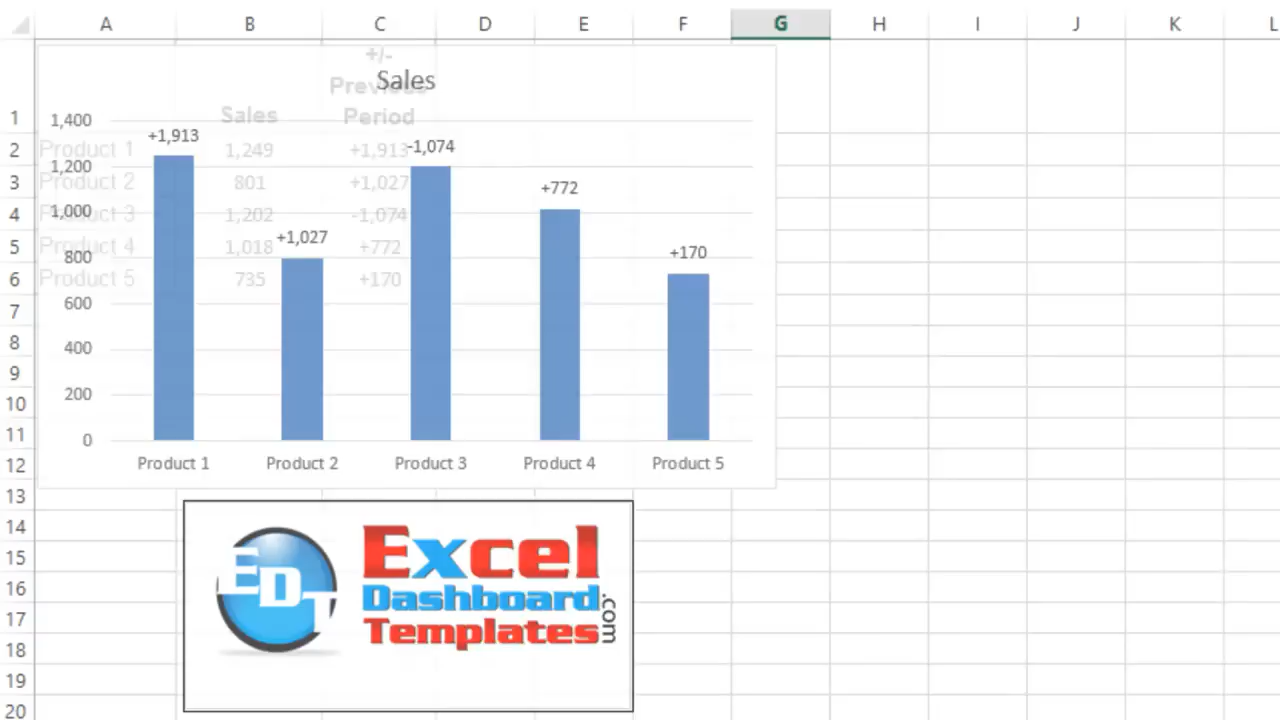 A B C D E F G H I J K L
+/-
Previous
Sales
1 Sales Period
1,400
+1,913
2 Product 1 1,249 +1,913 -1,074
1,200
3 Product 2 801 +1,027 +772
4 Product 3 1,202 -1,074
1,000
+1,027
5 Product 4 1,018 +772 +170
800
6 Product 5 735 +170
7 600
8 400
9
10 200
11 0
12 Product 1 Product 2 Product 3 Product 4 Product 5
13
14
15 Excel
16 EDT
17 Dashboard .com
18 Templates
19
20